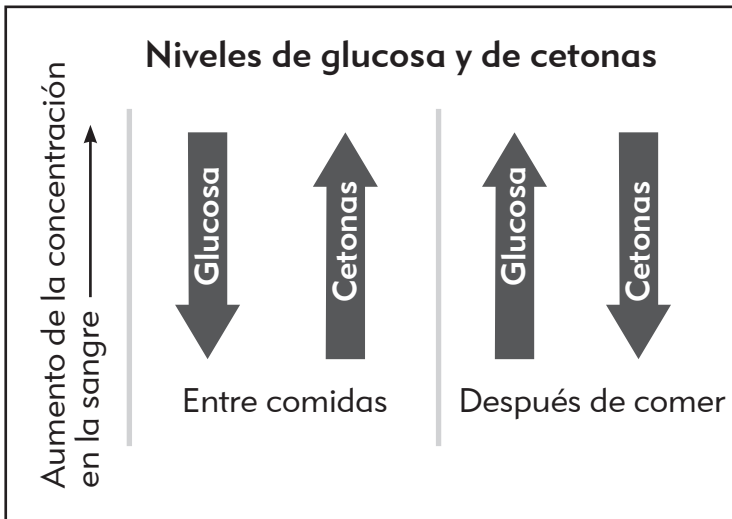 Niveles de glucosa y de cetonas
Aumento de la concentración
en la sangre
Glucosa
Cetonas
Glucosa
Cetonas
Entre comidas
Después de comer